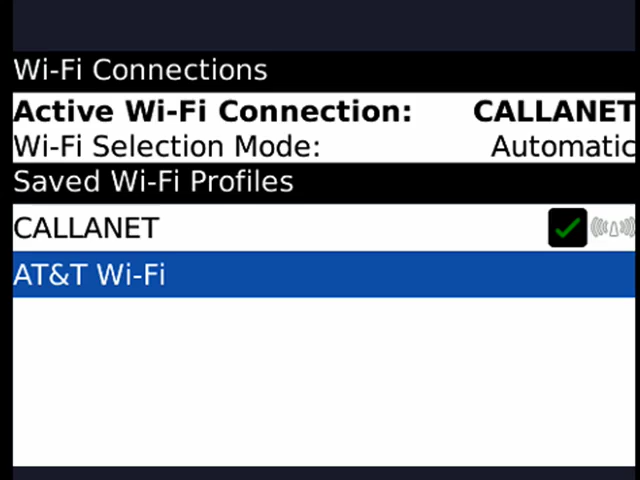 Wi-Fi Connections
Active Wi-Fi Connection: CALLANET
Wi-Fi Selection Mode: Automatic
Saved Wi-Fi Profiles
CALLANET
AT&T Wi-Fi